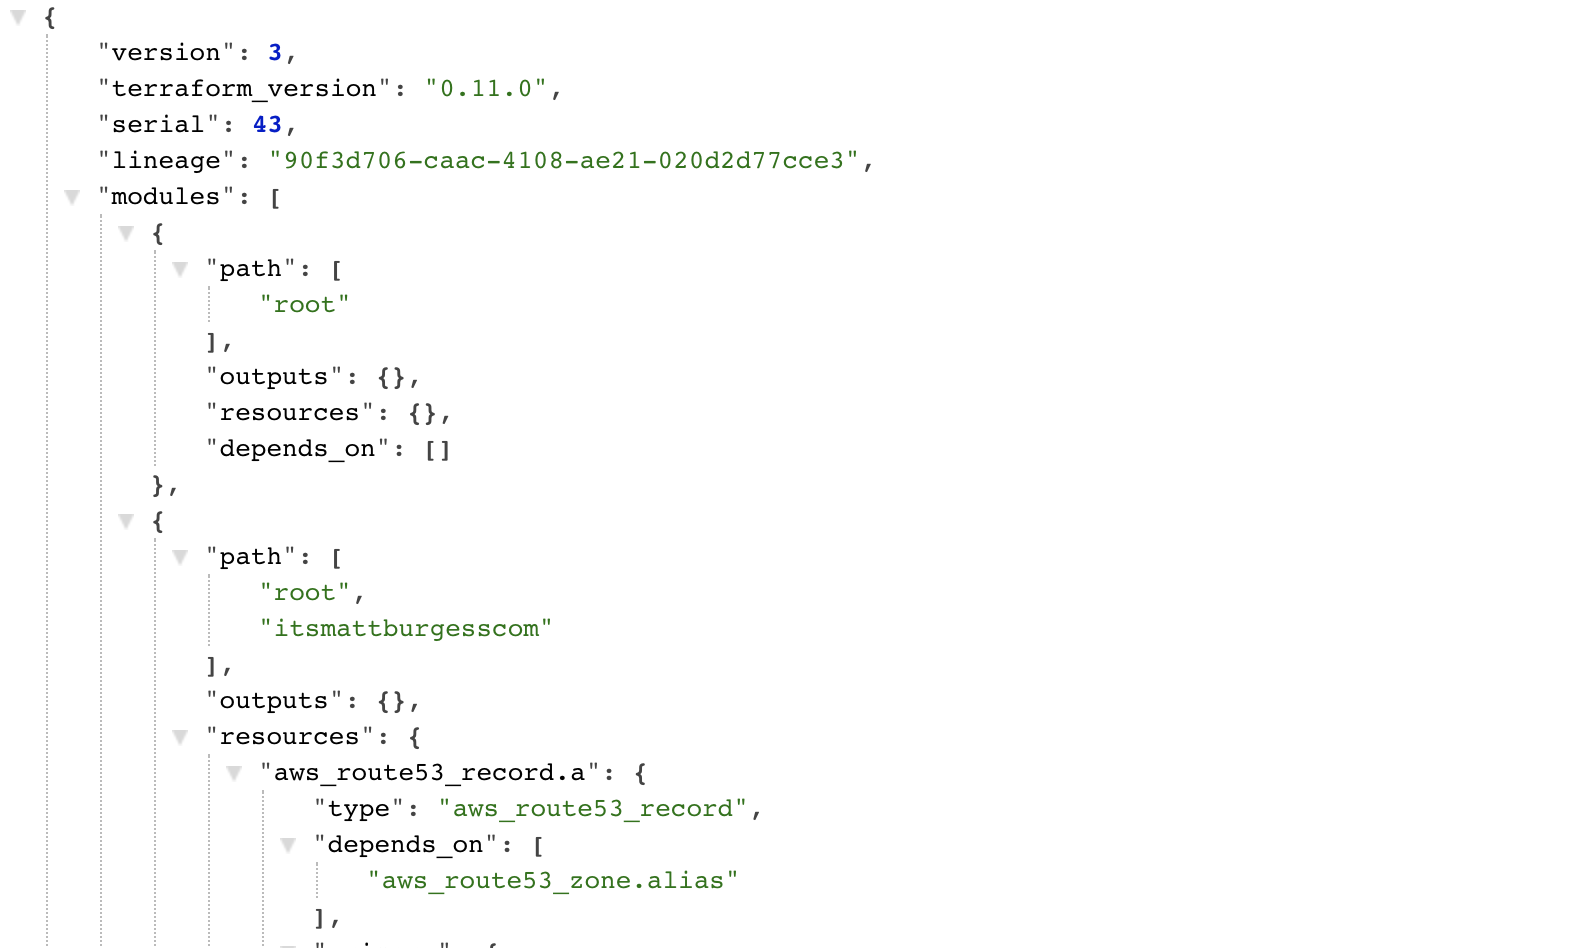 {
"version": 3,
"terraform_version": "0.11.0",
"serial": 43,
"lineage": "90f3d706-caac-4108-ae21-020d2d77cce3",
"modules": [
{
"path": [
"root"
],
"outputs": {},
"resources": {},
"depends_on": []
},
{
"path": [
"root",
"itsmattburgesscom"
],
"outputs": {},
"resources": {
"aws_route53_record.a": {
"type": "aws_route53_record",
"depends_on": [
"aws_route53_zone.alias"
],